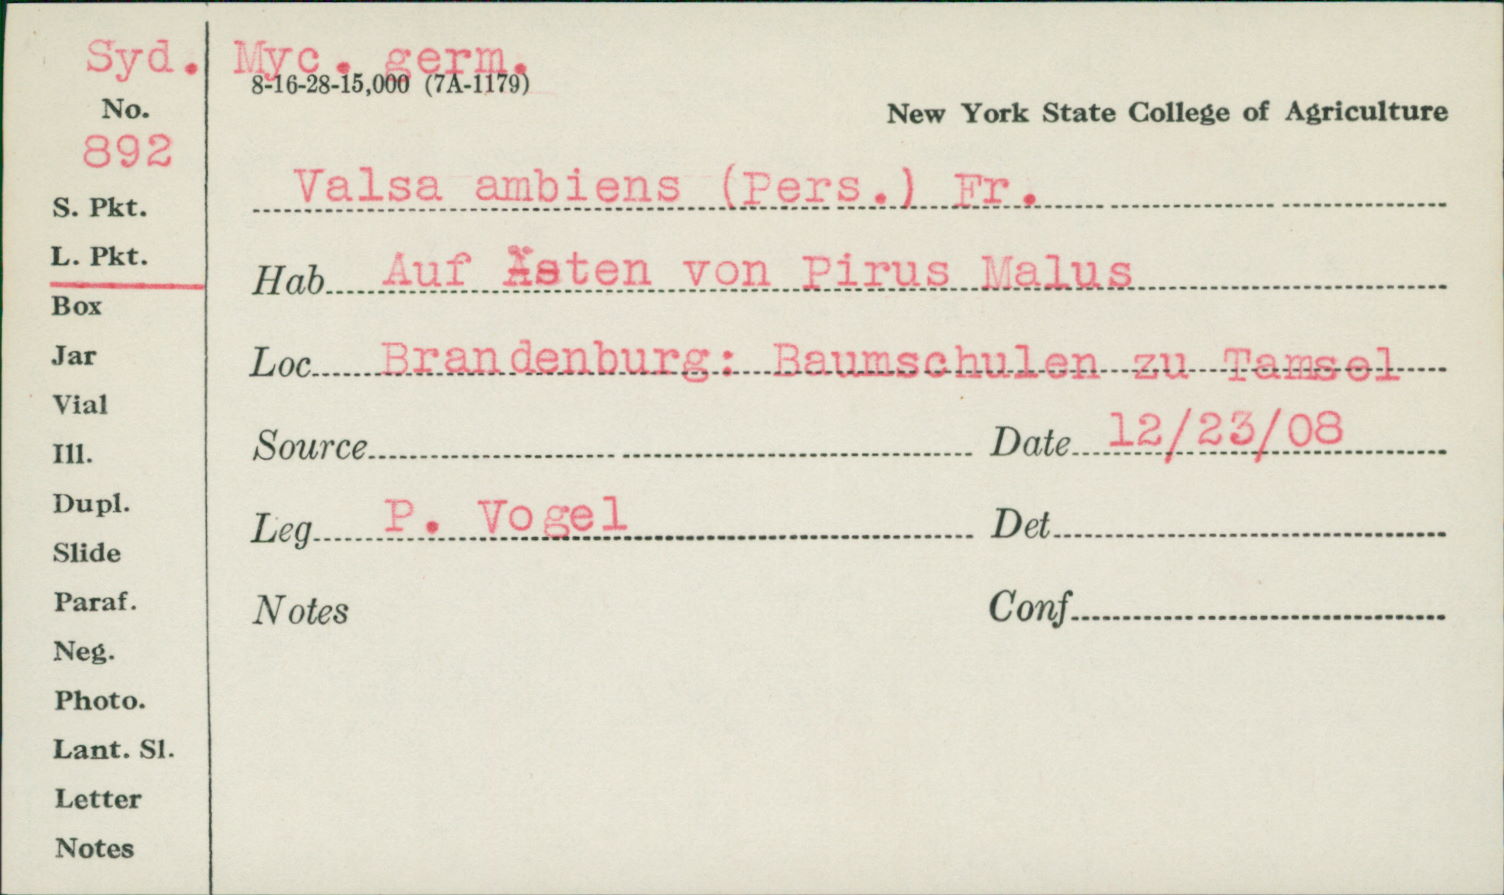 Syd. Myc. germ.
8-16-28-15,000 (7A-1179)
No.
New York State College of Agriculture
892
Valsa ambiens (Pers.) Fr.
S. Pkt.
L. Pkt.
Hab Auf Ästen von Pirus Malus
Box
Jar
Loc Brandenburg: Baumschulen zu Tamsel
Vial
Source Date 12/23/08
Ill.
Dupl.
Leg P. Vogel Det
Slide
Paraf.
Notes Conf
Neg.
Photo.
Lant. Sl.
Letter
Notes